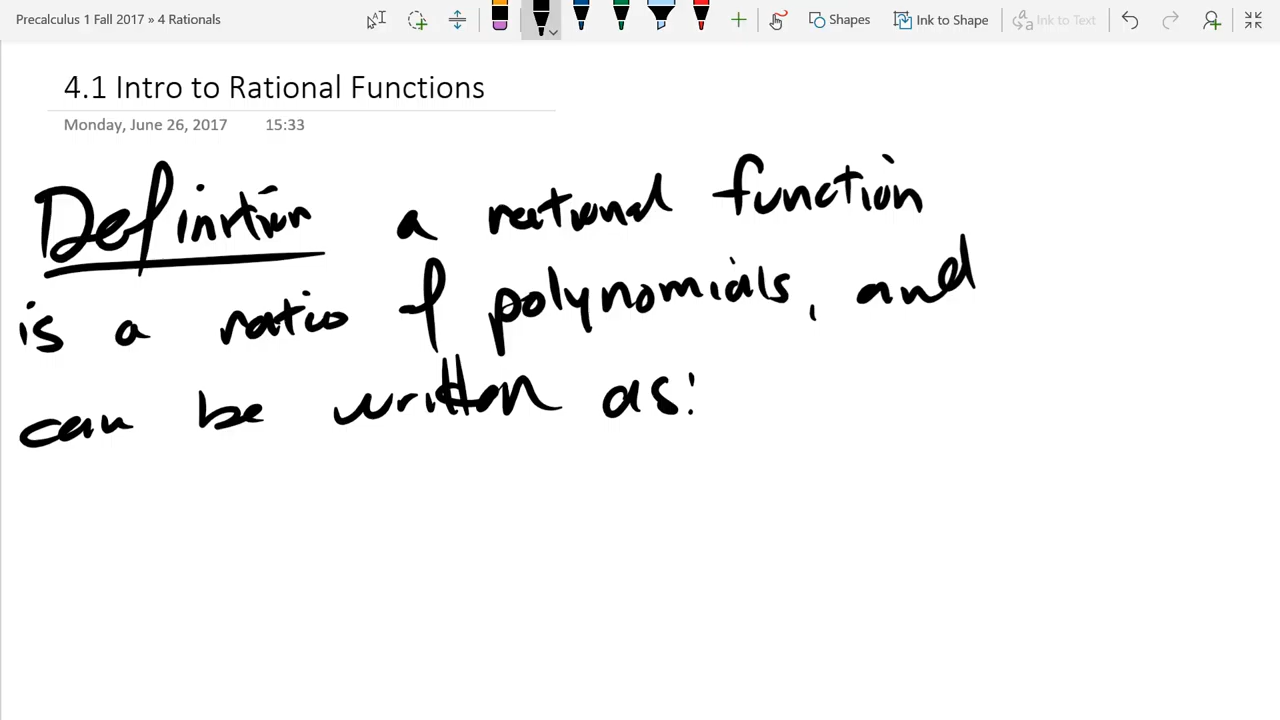 Precalculus 1 Fall 2017 » 4 Rationals
Shapes
Ink to Shape
Ink to Text
4.1 Intro to Rational Functions
Monday, June 26, 2017 15:33
Definition a rational function
is a ratio of polynomials, and
can be written as: